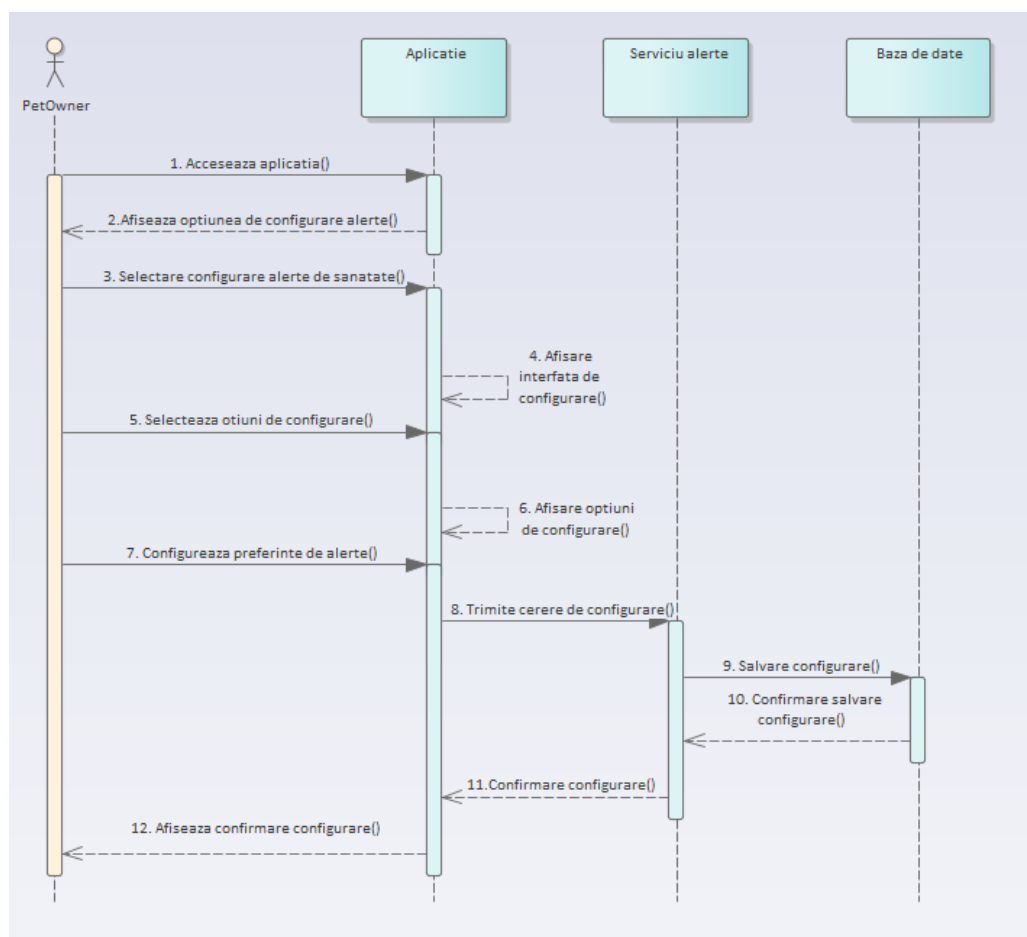 Aplicatie
Serviciu alerte
Baza de date
PetOwner
1. Acceseaza aplicatia()
2.Afiseaza optiunea de configurare alerte()
3. Selectare configurare alerte de sanatate()
4. Afisare
interfata de
configurare()
5. Selecteaza otiuni de configurare()
6. Afisare optiuni
de configurare()
7. Configureaza preferinte de alerte()
8. Trimite cerere de configurare()
9. Salvare configurare()
10. Confirmare salvare
configurare()
11.Confirmare configurare()
12. Afiseaza confirmare configurare()